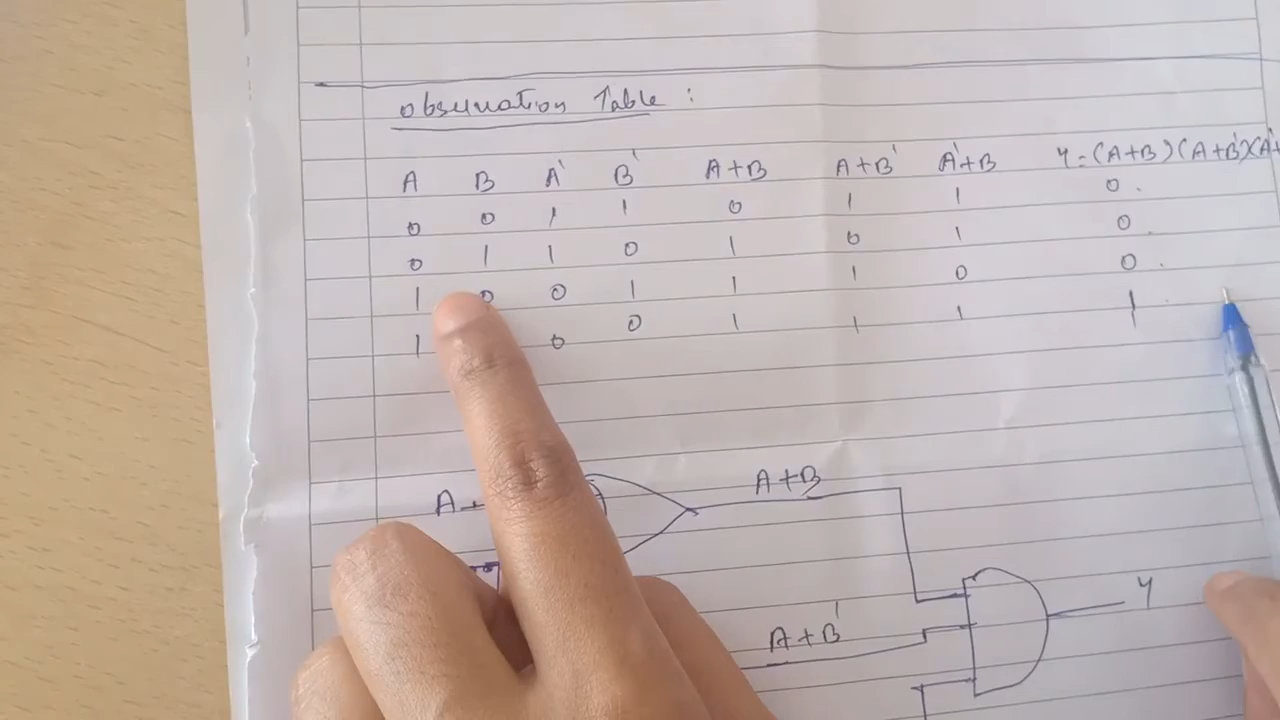 Observation Table :
A B A' B' A+B A+B' A'+B Y=(A+B)(A+B')(A'+
0 0 1 1 0 1 1 0.
0 1 1 0 1 0 1 0.
1 0 0 1 1 1 0 0.
1 0 0 1 1 1 1.
A A+B
Y
A+B'